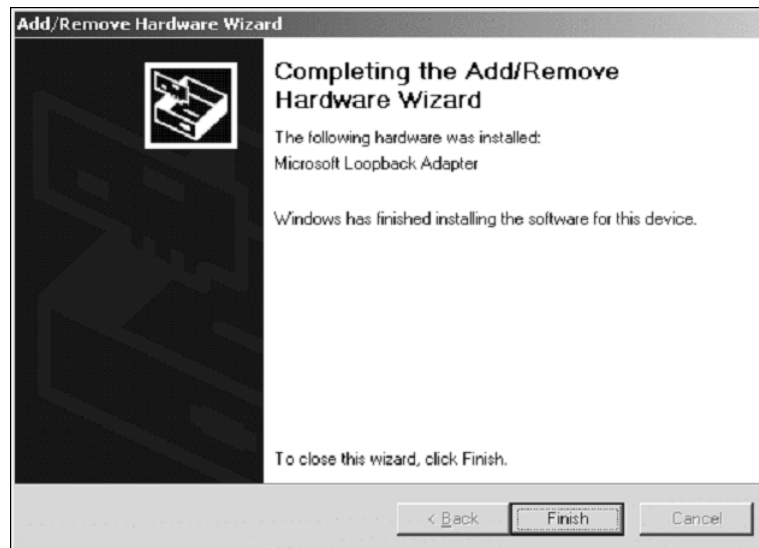 Add/Remove Hardware Wizard
Completing the Add/Remove
Hardware Wizard
The following hardware was installed:
Microsoft Loopback Adapter
Windows has finished installing the software for this device.
To close this wizard, click Finish.
< Back Finish Cancel